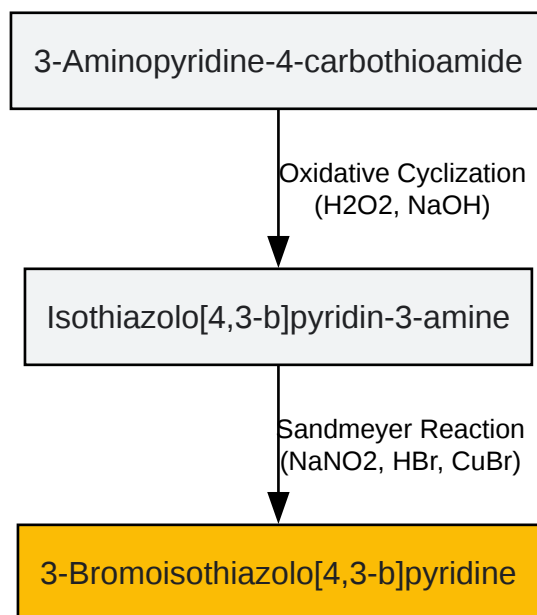 3-Aminopyridine-4-carbothioamide
Oxidative Cyclization
(H2O2, NaOH)
Isothiazolo[4,3-b]pyridin-3-amine
Sandmeyer Reaction
(NaNO2, HBr, CuBr)
3-Bromoisothiazolo[4,3-b]pyridine